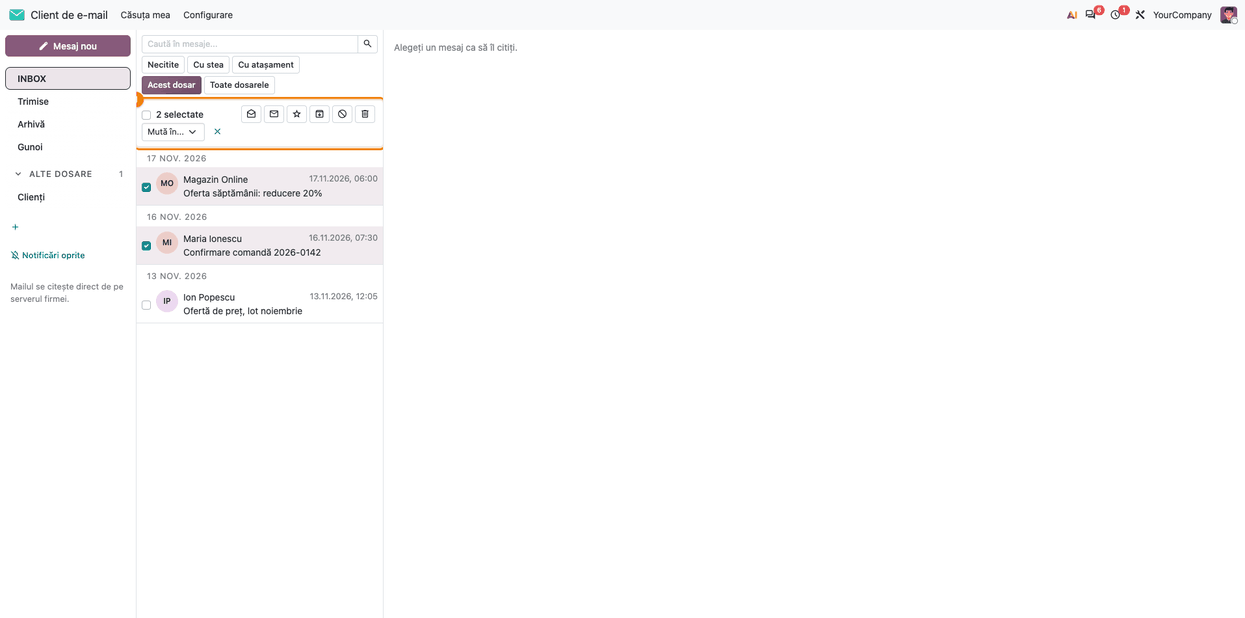 Client de e-mail Căsuța mea Configurare AI 6 1 YourCompany
Mesaj nou
INBOX
Trimise
Arhivă
Gunoi
ALTE DOSARE 1
Clienți
+
Notificări oprite
Mailul se citește direct de pe
serverul firmei.
Caută în mesaje...
Necitite Cu stea Cu atașament
Acest dosar Toate dosarele
2 selectate
Mută în...
17 NOV. 2026
MO Magazin Online 17.11.2026, 06:00
Oferta săptămânii: reducere 20%
16 NOV. 2026
MI Maria Ionescu 16.11.2026, 07:30
Confirmare comandă 2026-0142
13 NOV. 2026
IP Ion Popescu 13.11.2026, 12:05
Ofertă de preț, lot noiembrie
Alegeți un mesaj ca să îl citiți.